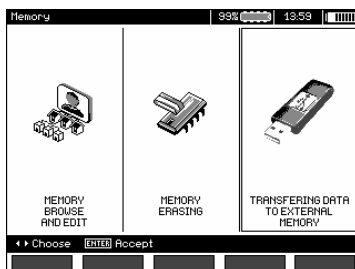 Memory 99% 13:59
MEMORY
BROWSE
AND EDIT
MEMORY
ERASING
TRANSFERING DATA
TO EXTERNAL
MEMORY
Choose ENTER Accept